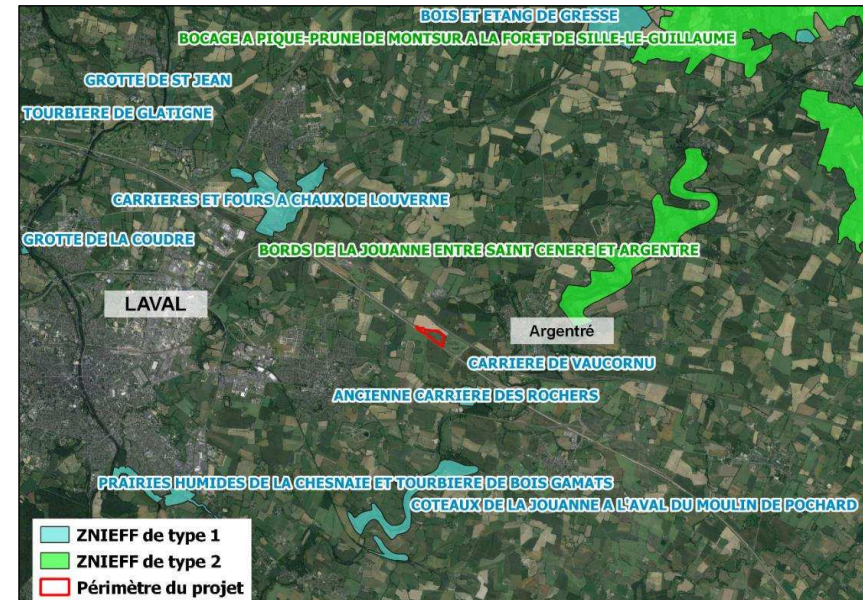 BOIS ET ETANG DE GRESSE
BOCAGE A PIQUE-PRUNE DE MONTSUR A LA FORET DE SILLE-LE-GUILLAUME
GROTTE DE ST JEAN
TOURBIERE DE GLATIGNE
CARRIERES ET FOURS A CHAUX DE LOUVERNE
GROTTE DE LA COUDRE
BORDS DE LA JOUANNE ENTRE SAINT CENERE ET ARGENTRE
LAVAL
Argentré
CARRIERE DE VAUCORNU
ANCIENNE CARRIERE DES ROCHERS
PRAIRIES HUMIDES DE LA CHESNAIE ET TOURBIERE DE BOIS GAMATS
COTEAUX DE LA JOUANNE A L'AVAL DU MOULIN DE POCHARD
ZNIEFF de type 1
ZNIEFF de type 2
Périmètre du projet